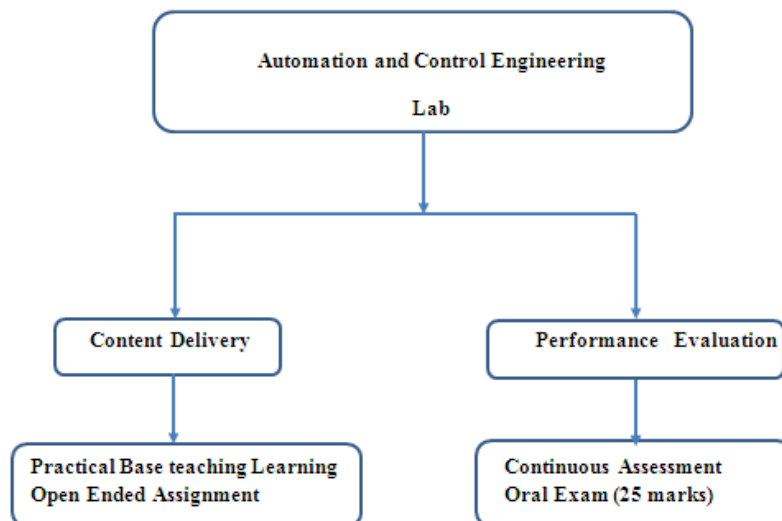 Automation and Control Engineering
Lab
Content Delivery
Performance Evaluation
Practical Base teaching Learning
Open Ended Assignment
Continuous Assessment
Oral Exam (25 marks)